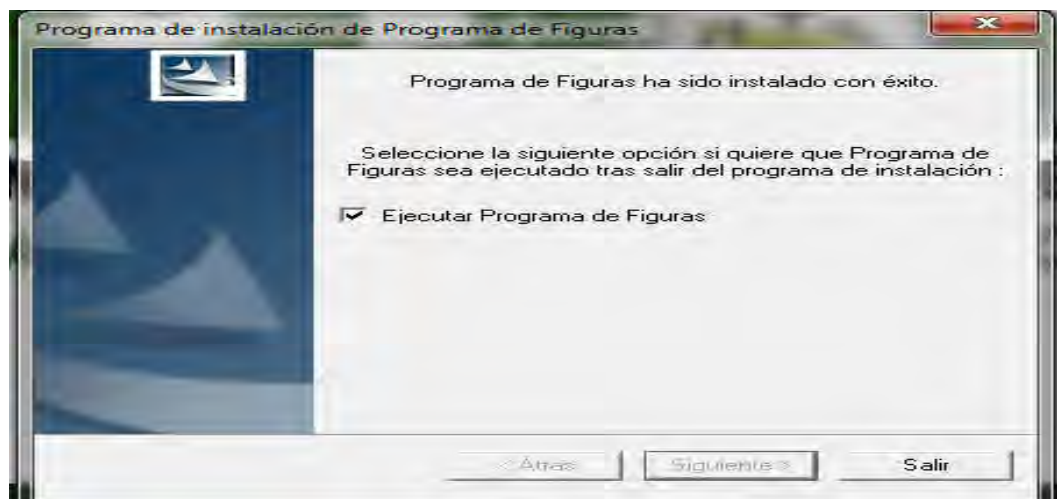 Programa de instalación de Programa de Figuras
Programa de Figuras ha sido instalado con éxito.
Seleccione la siguiente opción si quiere que Programa de
Figuras sea ejecutado tras salir del programa de instalación :
Ejecutar Programa de Figuras
< Atras
Siguiente >
Salir